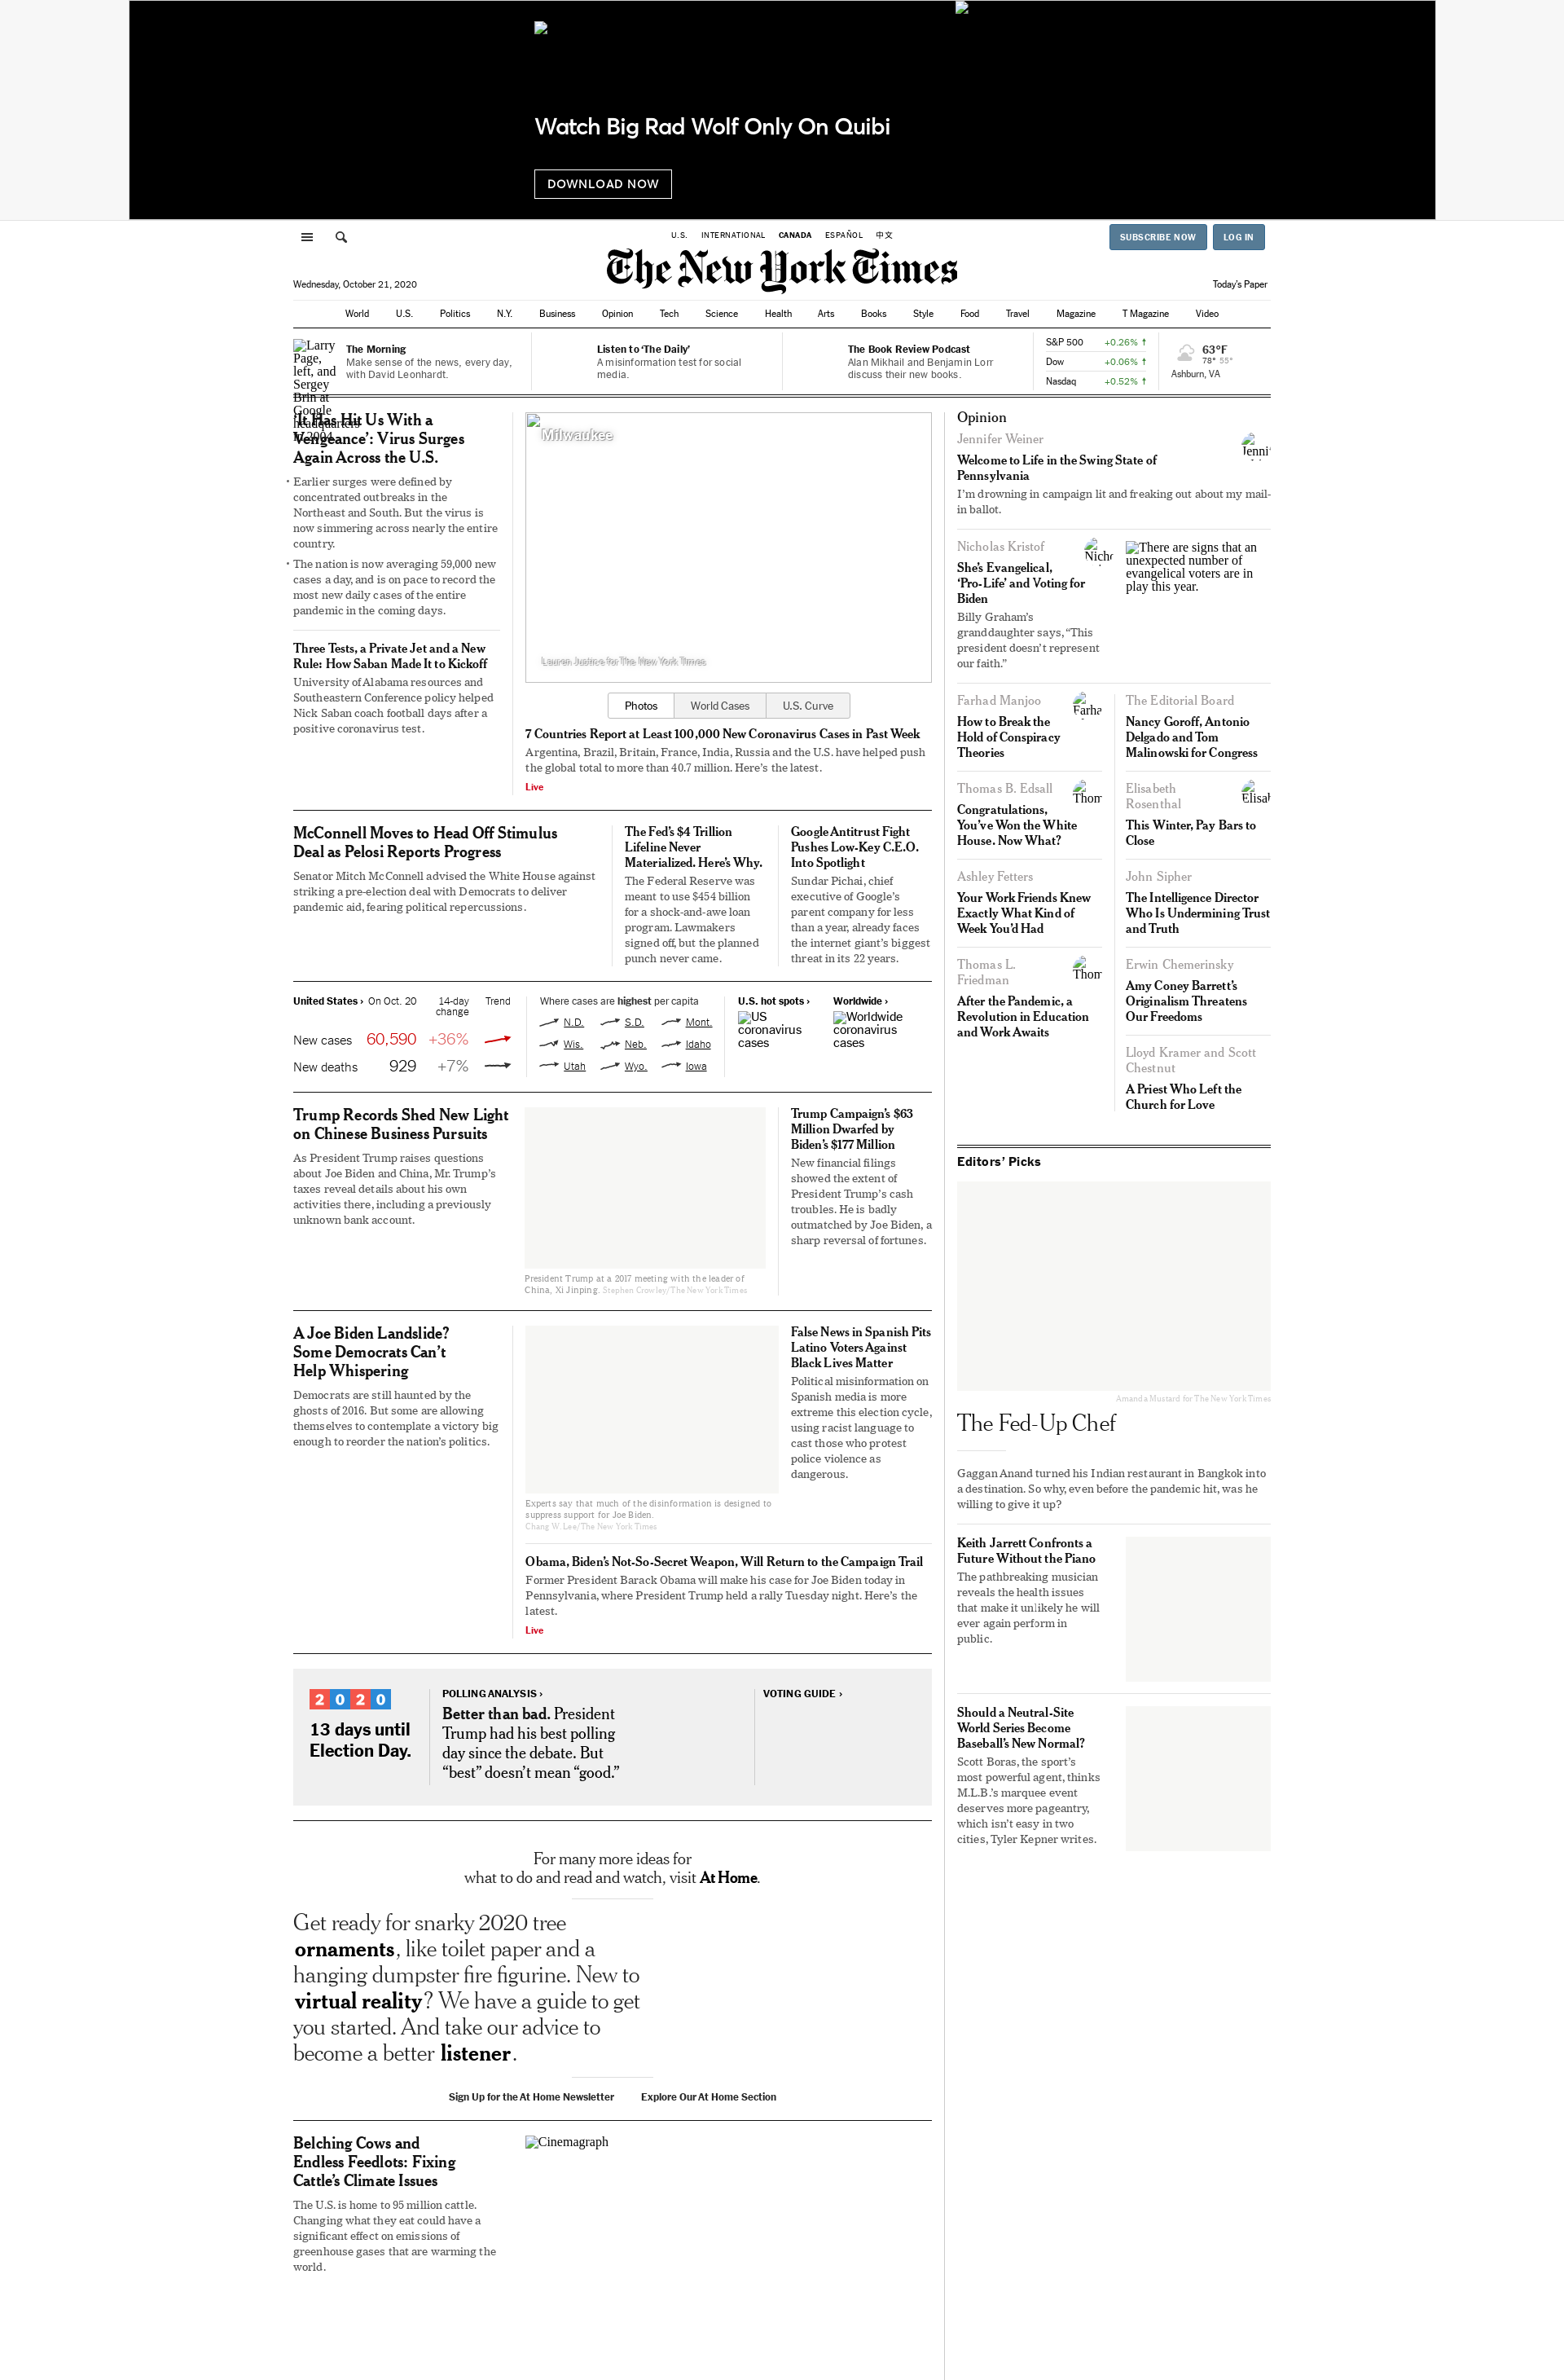 Watch Big Rad Wolf Only On Quibi
DOWNLOAD NOW
U.S. INTERNATIONAL CANADA ESPAÑOL 中文
SUBSCRIBE NOW LOG IN
The New York Times
Wednesday, October 21, 2020
Today's Paper
World U.S. Politics N.Y. Business Opinion Tech Science Health Arts Books Style Food Travel Magazine T Magazine Video
Larry
Page,
left, and
Sergey
Brin at
Google
headquarters
in 2004.
The Morning
Make sense of the news, every day,
with David Leonhardt.
Listen to ‘The Daily’
A misinformation test for social
media.
The Book Review Podcast
Alan Mikhail and Benjamin Lorr
discuss their new books.
S&P 500 +0.26% ↑
Dow +0.06% ↑
Nasdaq +0.52% ↑
63°F
78° 55°
Ashburn, VA
‘It Has Hit Us With a
Vengeance’: Virus Surges
Again Across the U.S.
• Earlier surges were defined by
concentrated outbreaks in the
Northeast and South. But the virus is
now simmering across nearly the entire
country.
• The nation is now averaging 59,000 new
cases a day, and is on pace to record the
most new daily cases of the entire
pandemic in the coming days.
Three Tests, a Private Jet and a New
Rule: How Saban Made It to Kickoff
University of Alabama resources and
Southeastern Conference policy helped
Nick Saban coach football days after a
positive coronavirus test.
Milwaukee
Lauren Justice for The New York Times
Photos World Cases U.S. Curve
7 Countries Report at Least 100,000 New Coronavirus Cases in Past Week
Argentina, Brazil, Britain, France, India, Russia and the U.S. have helped push
the global total to more than 40.7 million. Here’s the latest.
Live
McConnell Moves to Head Off Stimulus
Deal as Pelosi Reports Progress
Senator Mitch McConnell advised the White House against
striking a pre-election deal with Democrats to deliver
pandemic aid, fearing political repercussions.
The Fed’s $4 Trillion
Lifeline Never
Materialized. Here’s Why.
The Federal Reserve was
meant to use $454 billion
for a shock-and-awe loan
program. Lawmakers
signed off, but the planned
punch never came.
Google Antitrust Fight
Pushes Low-Key C.E.O.
Into Spotlight
Sundar Pichai, chief
executive of Google’s
parent company for less
than a year, already faces
the internet giant’s biggest
threat in its 22 years.
United States › On Oct. 20 14-day
change Trend
New cases 60,590 +36%
New deaths 929 +7%
Where cases are highest per capita
N.D. S.D. Mont.
Wis. Neb. Idaho
Utah Wyo. Iowa
U.S. hot spots ›
US
coronavirus
cases
Worldwide ›
Worldwide
coronavirus
cases
Trump Records Shed New Light
on Chinese Business Pursuits
As President Trump raises questions
about Joe Biden and China, Mr. Trump’s
taxes reveal details about his own
activities there, including a previously
unknown bank account.
President Trump at a 2017 meeting with the leader of
China, Xi Jinping. Stephen Crowley/The New York Times
Trump Campaign’s $63
Million Dwarfed by
Biden’s $177 Million
New financial filings
showed the extent of
President Trump’s cash
troubles. He is badly
outmatched by Joe Biden, a
sharp reversal of fortunes.
A Joe Biden Landslide?
Some Democrats Can’t
Help Whispering
Democrats are still haunted by the
ghosts of 2016. But some are allowing
themselves to contemplate a victory big
enough to reorder the nation’s politics.
Experts say that much of the disinformation is designed to
suppress support for Joe Biden.
Chang W. Lee/The New York Times
False News in Spanish Pits
Latino Voters Against
Black Lives Matter
Political misinformation on
Spanish media is more
extreme this election cycle,
using racist language to
cast those who protest
police violence as
dangerous.
Obama, Biden’s Not-So-Secret Weapon, Will Return to the Campaign Trail
Former President Barack Obama will make his case for Joe Biden today in
Pennsylvania, where President Trump held a rally Tuesday night. Here’s the
latest.
Live
2020
13 days until
Election Day.
POLLING ANALYSIS ›
Better than bad. President
Trump had his best polling
day since the debate. But
“best” doesn’t mean “good.”
VOTING GUIDE ›
For many more ideas for
what to do and read and watch, visit At Home.
Get ready for snarky 2020 tree
ornaments, like toilet paper and a
hanging dumpster fire figurine. New to
virtual reality? We have a guide to get
you started. And take our advice to
become a better listener.
Sign Up for the At Home Newsletter Explore Our At Home Section
Belching Cows and
Endless Feedlots: Fixing
Cattle’s Climate Issues
The U.S. is home to 95 million cattle.
Changing what they eat could have a
significant effect on emissions of
greenhouse gases that are warming the
world.
Cinemagraph
Opinion
Jennifer Weiner
Welcome to Life in the Swing State of
Pennsylvania
I’m drowning in campaign lit and freaking out about my mail-
in ballot.
Nicholas Kristof
She’s Evangelical,
‘Pro-Life’ and Voting for
Biden
Billy Graham’s
granddaughter says, “This
president doesn’t represent
our faith.”
There are signs that an
unexpected number of
evangelical voters are in
play this year.
Farhad Manjoo
How to Break the
Hold of Conspiracy
Theories
Thomas B. Edsall
Congratulations,
You’ve Won the White
House. Now What?
Ashley Fetters
Your Work Friends Knew
Exactly What Kind of
Week You’d Had
Thomas L.
Friedman
After the Pandemic, a
Revolution in Education
and Work Awaits
The Editorial Board
Nancy Goroff, Antonio
Delgado and Tom
Malinowski for Congress
Elisabeth
Rosenthal
This Winter, Pay Bars to
Close
John Sipher
The Intelligence Director
Who Is Undermining Trust
and Truth
Erwin Chemerinsky
Amy Coney Barrett’s
Originalism Threatens
Our Freedoms
Lloyd Kramer and Scott
Chestnut
A Priest Who Left the
Church for Love
Editors’ Picks
Amanda Mustard for The New York Times
The Fed-Up Chef
Gaggan Anand turned his Indian restaurant in Bangkok into
a destination. So why, even before the pandemic hit, was he
willing to give it up?
Keith Jarrett Confronts a
Future Without the Piano
The pathbreaking musician
reveals the health issues
that make it unlikely he will
ever again perform in
public.
Should a Neutral-Site
World Series Become
Baseball’s New Normal?
Scott Boras, the sport’s
most powerful agent, thinks
M.L.B.’s marquee event
deserves more pageantry,
which isn’t easy in two
cities, Tyler Kepner writes.